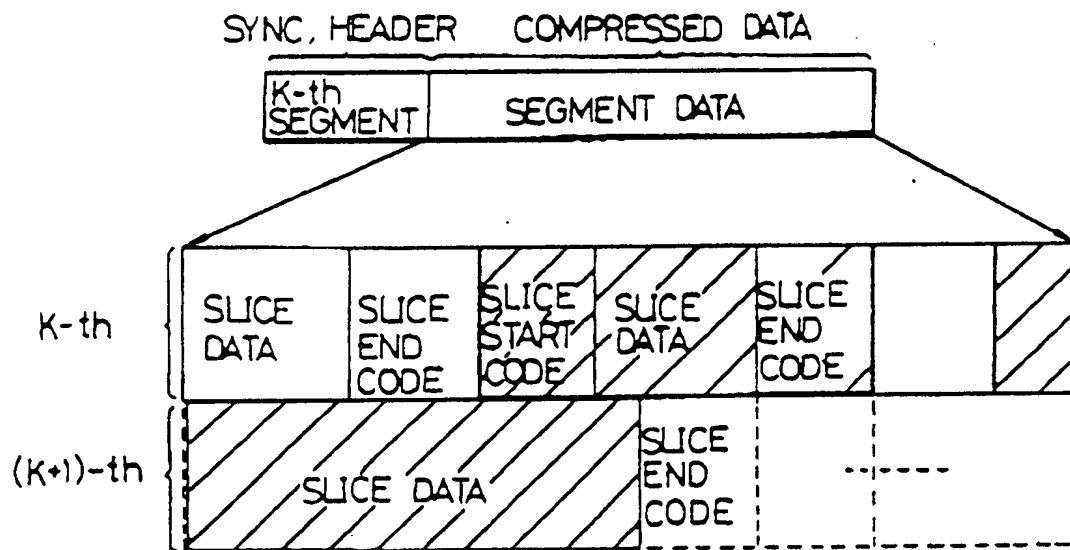 SYNC, HEADER COMPRESSED DATA
K-th
SEGMENT
SEGMENT DATA
K-th
SLICE
DATA
SLICE
END
CODE
SLICE
START
CODE
SLICE
DATA
SLICE
END
CODE
(K+1)-th
SLICE DATA
SLICE
END
CODE